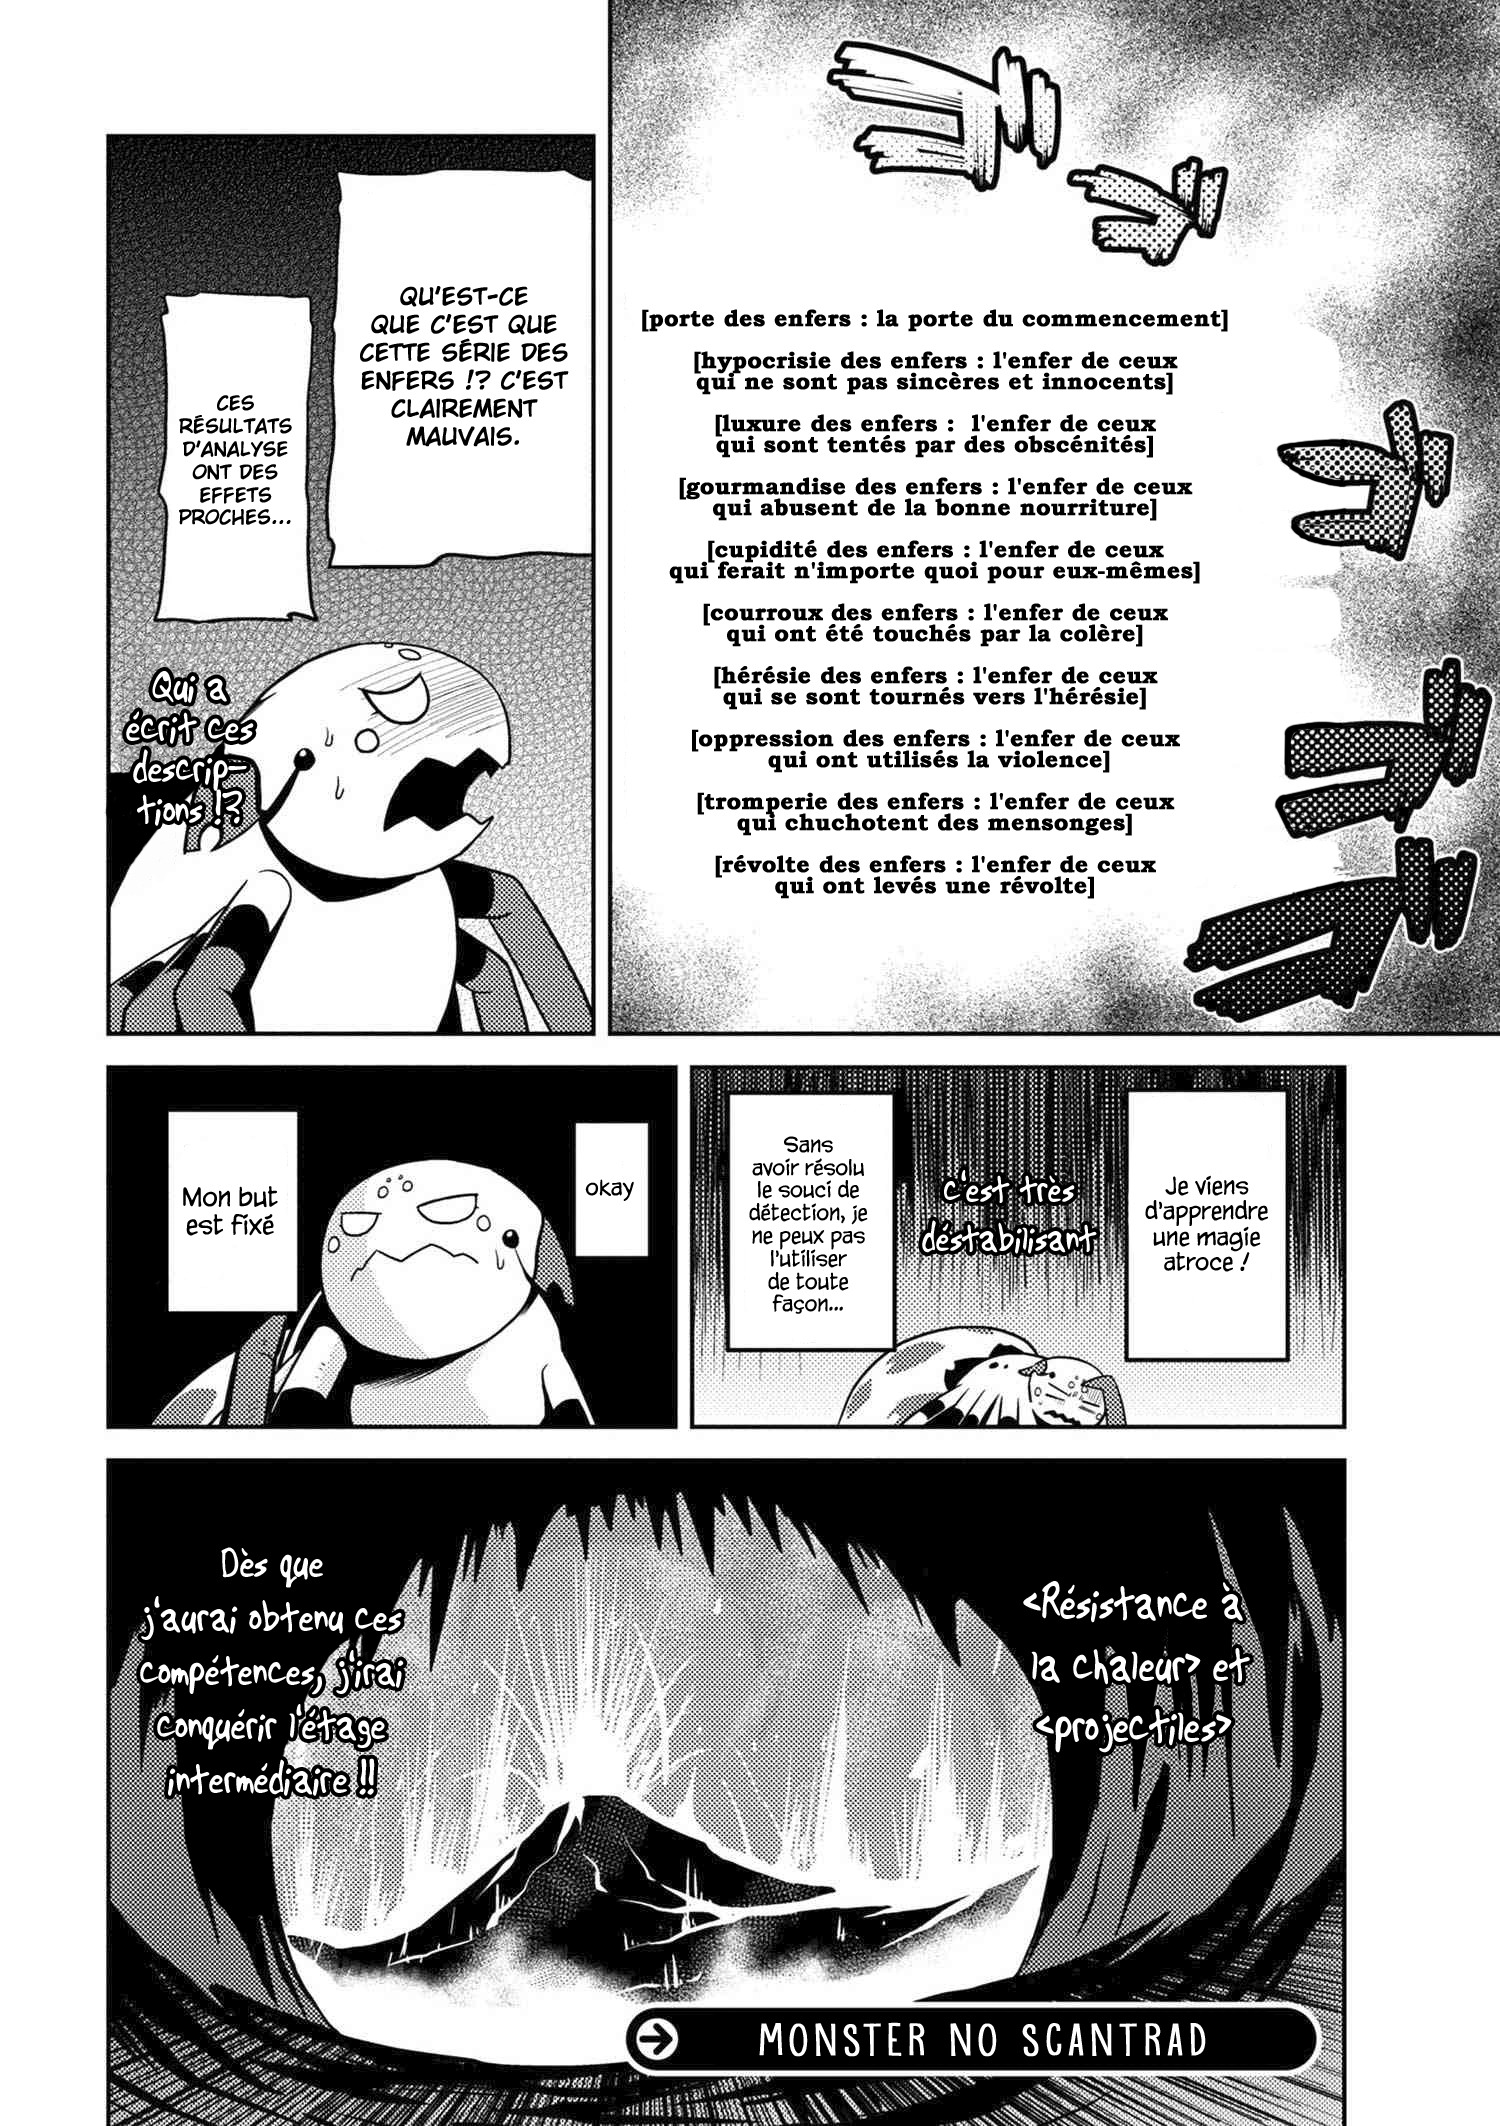 ゴゴゴゴゴ
[porte des enfers : la porte du commencement]
[hypocrisie des enfers : l'enfer de ceux
qui ne sont pas sincères et innocents]
[luxure des enfers :  l'enfer de ceux
qui sont tentés par des obscénités]
[gourmandise des enfers : l'enfer de ceux
qui abusent de la bonne nourriture]
[cupidité des enfers : l'enfer de ceux
qui ferait n'importe quoi pour eux-mêmes]
[courroux des enfers : l'enfer de ceux
qui ont été touchés par la colère]
[hérésie des enfers : l'enfer de ceux
qui se sont tournés vers l'hérésie]
[oppression des enfers : l'enfer de ceux
qui ont utilisés la violence]
[tromperie des enfers : l'enfer de ceux
qui chuchotent des mensonges]
[révolte des enfers : l'enfer de ceux
qui ont levés une révolte]
QU'EST-CE
QUE C'EST QUE
CETTE SÉRIE DES
ENFERS !? C'EST
CLAIREMENT
MAUVAIS.
CES
RÉSULTATS
D'ANALYSE
ONT DES
EFFETS
PROCHES...
Qui a
écrit ces
descrip-
tions !?
Je viens
d'apprendre
une magie
atroce !
c'est très
déstabilisant
Sans
avoir résolu
le souci de
détection, je
ne peux pas
l'utiliser
de toute
façon...
okay
Mon but
est fixé
<Résistance à
la chaleur> et
<projectiles>
Dès que
j'aurai obtenu ces
compétences, j'irai
conquérir l'étage
intermédiaire !!
MONSTER NO SCANTRAD